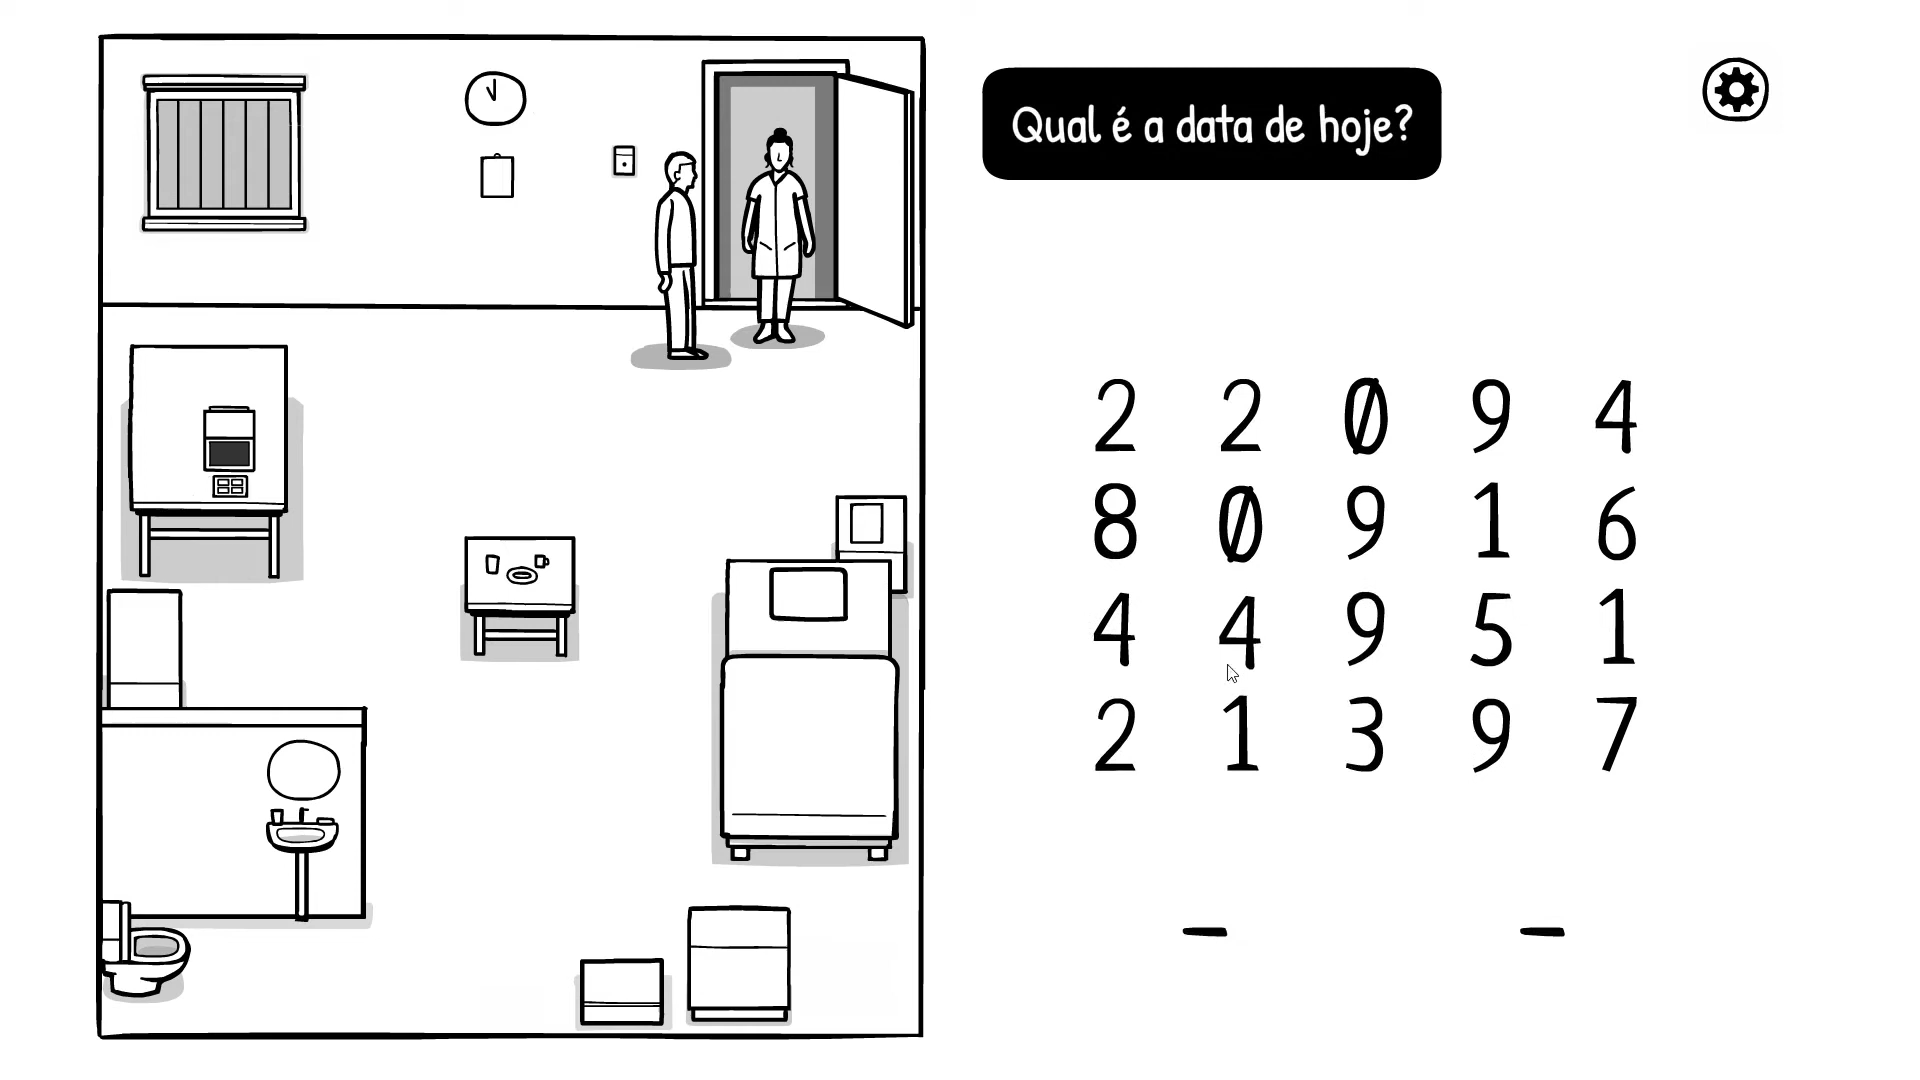 Qual é a data de hoje?
2 2 0 9 4
8 0 9 1 6
4 4 9 5 1
2 1 3 9 7
– –